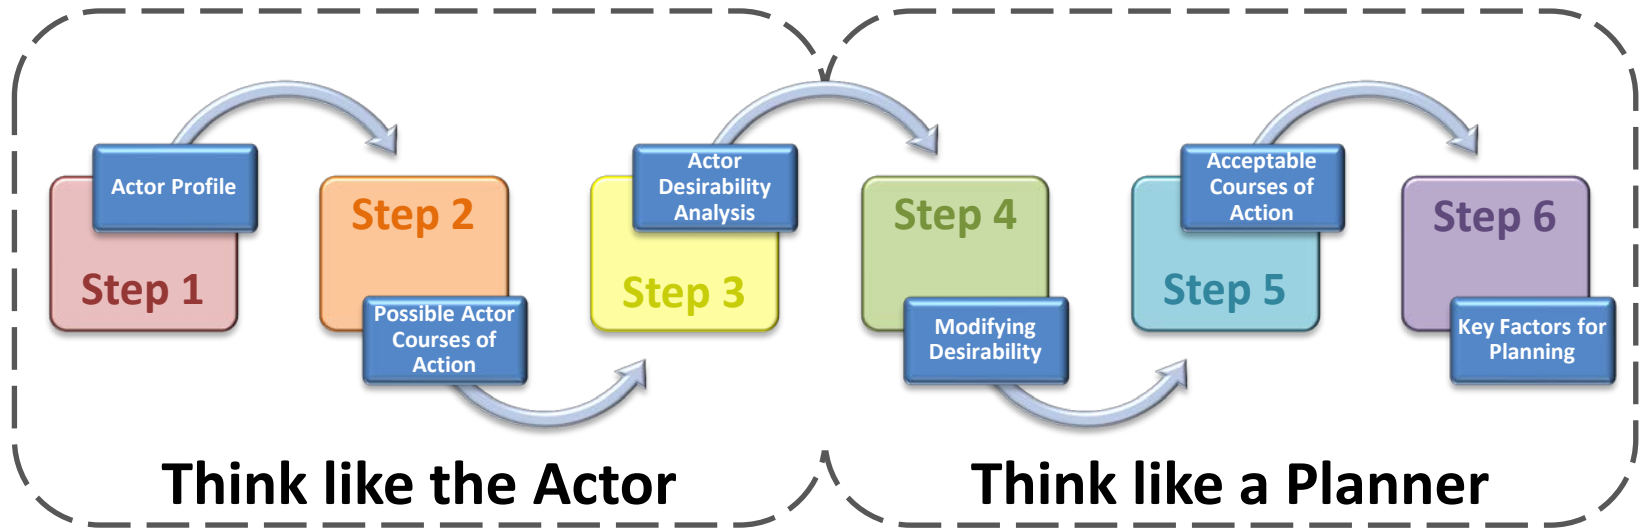 Actor Profile
Step 1
Step 2
Possible Actor
Courses of
Action
Actor
Desirability
Analysis
Step 3
Step 4
Modifying
Desirability
Acceptable
Courses of
Action
Step 5
Step 6
Key Factors for
Planning
Think like the Actor
Think like a Planner